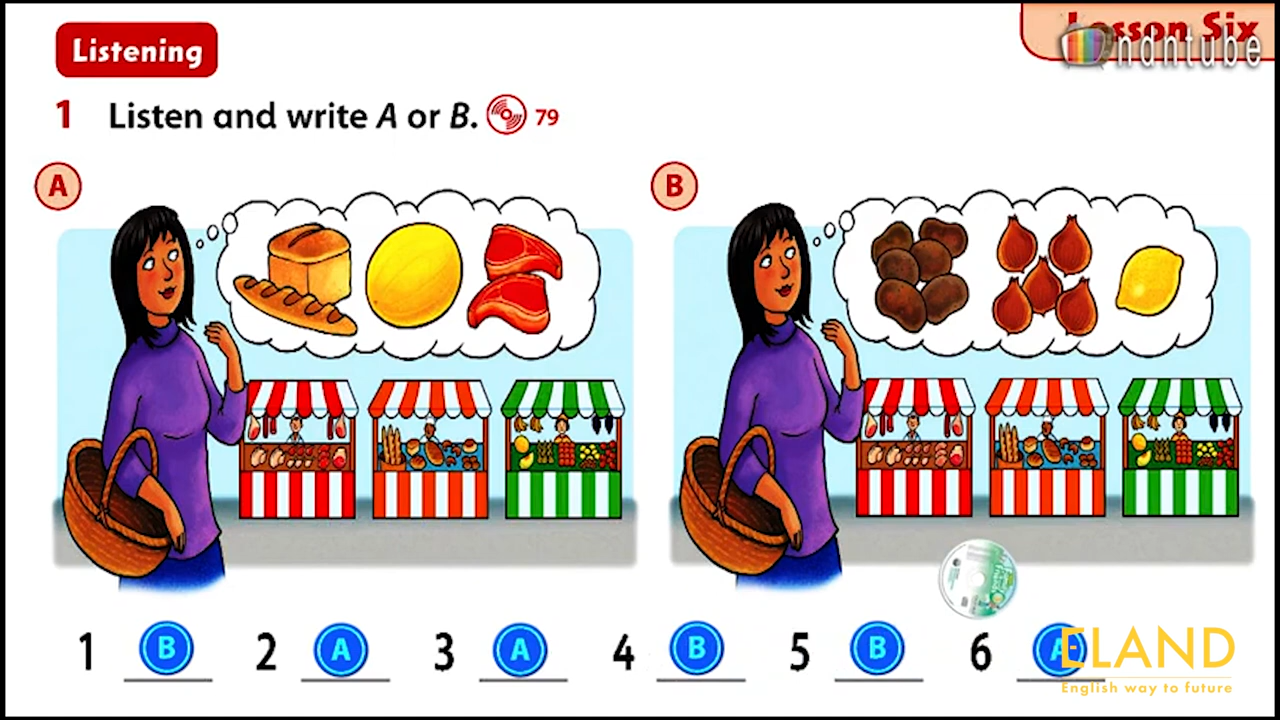 Lesson Six
ndntube
Listening
1 Listen and write A or B. 79
A
B
1 B 2 A 3 A 4 B 5 B 6 A
ELAND
English way to future